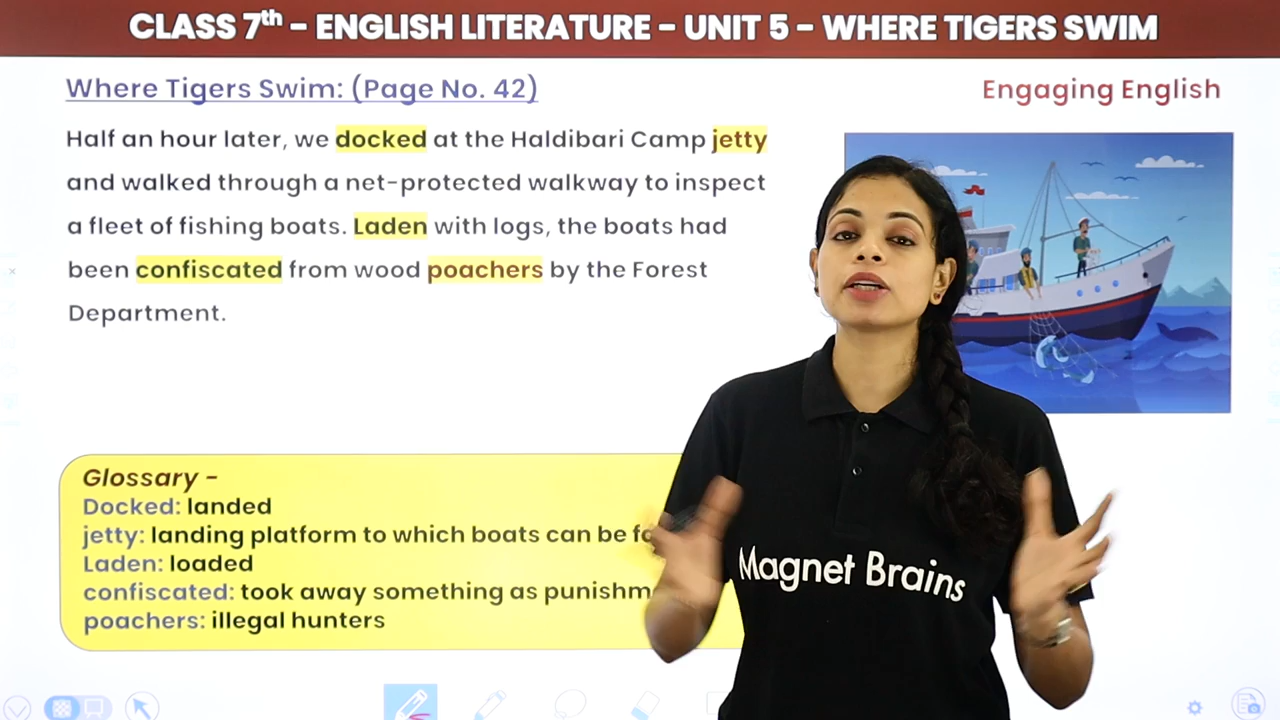 CLASS 7th – ENGLISH LITERATURE – UNIT 5 – WHERE TIGERS SWIM
Where Tigers Swim: (Page No. 42)
Engaging English
Half an hour later, we docked at the Haldibari Camp jetty
and walked through a net-protected walkway to inspect
a fleet of fishing boats. Laden with logs, the boats had
been confiscated from wood poachers by the Forest
Department.
Glossary –
Docked: landed
jetty: landing platform to which boats can be
Laden: loaded
confiscated: took away something as
poachers: illegal hunters
Magnet Brains